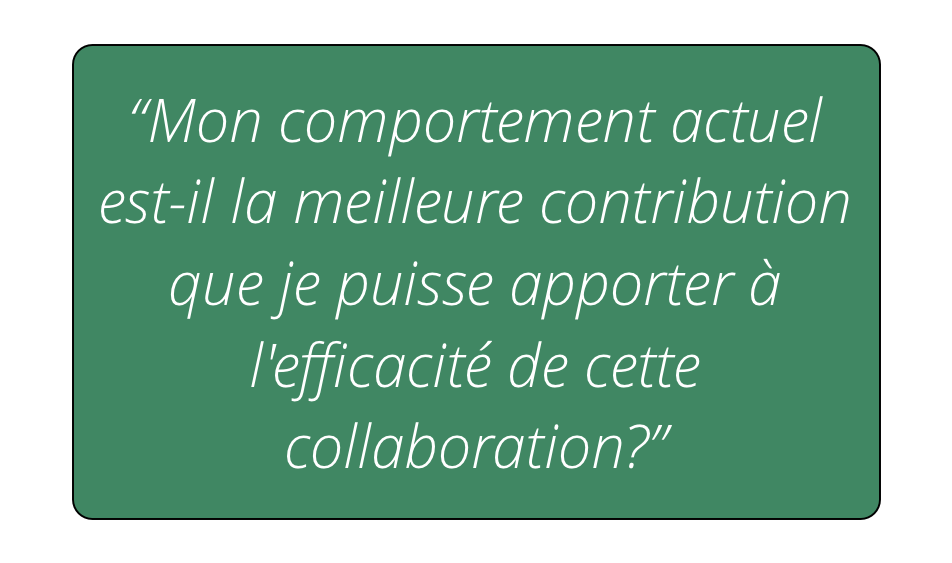 “Mon comportement actuel
est-il la meilleure contribution
que je puisse apporter à
l'efficacité de cette
collaboration?”